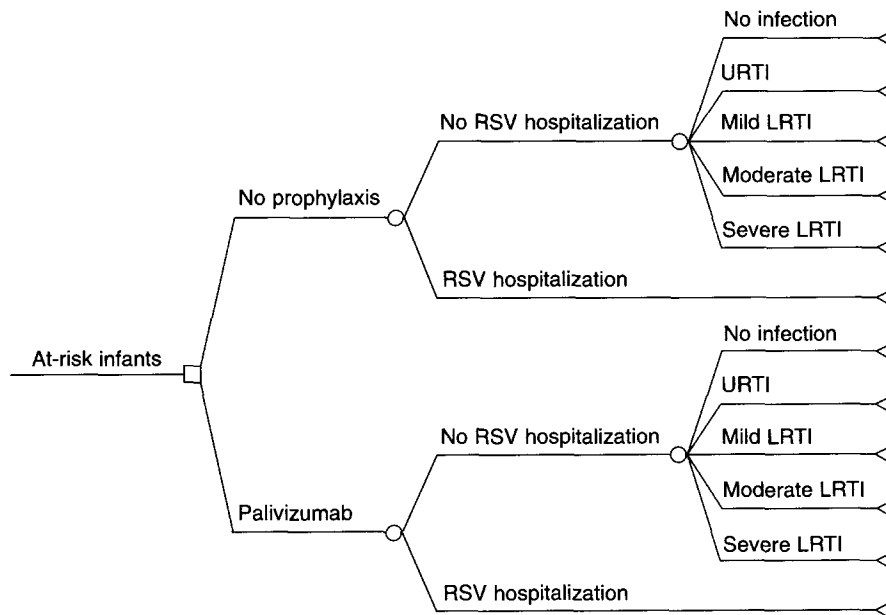 No infection
URTI
No RSV hospitalization
Mild LRTI
Moderate LRTI
No prophylaxis
Severe LRTI
RSV hospitalization
At-risk infants
No infection
URTI
No RSV hospitalization
Mild LRTI
Moderate LRTI
Palivizumab
Severe LRTI
RSV hospitalization